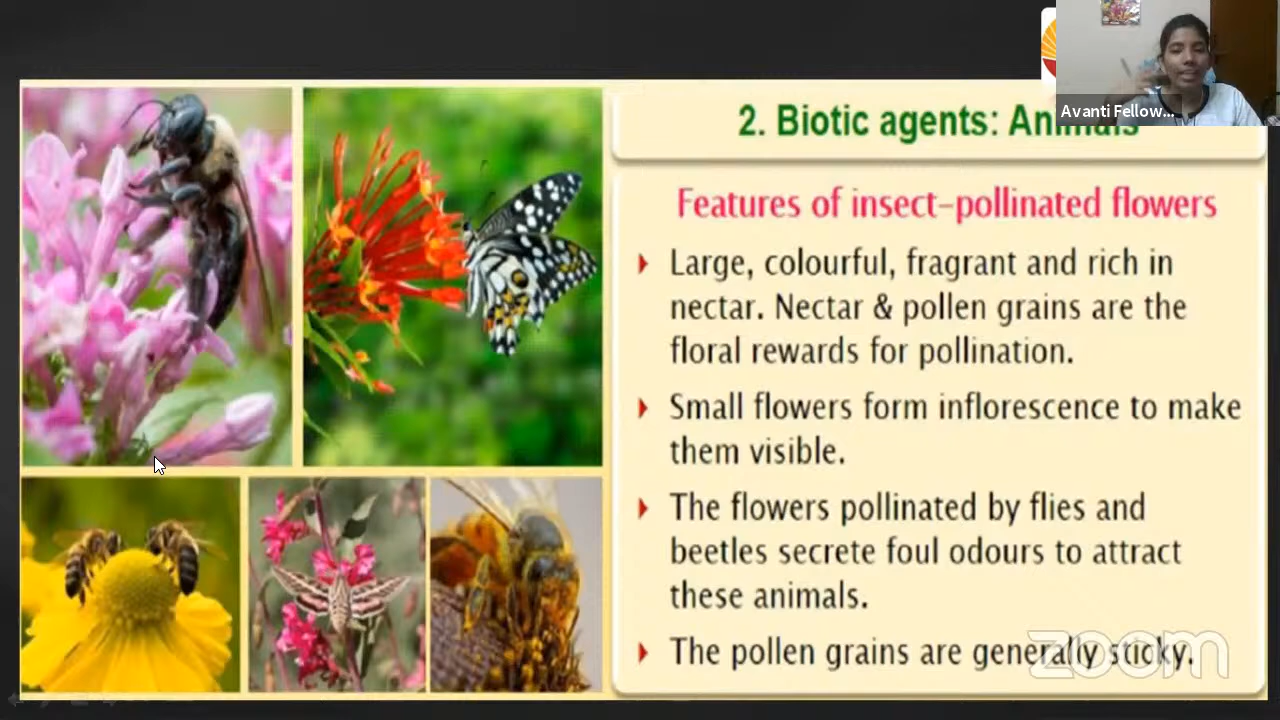 Avanti Fellow...
2. Biotic agents: Animals
Features of insect-pollinated flowers
Large, colourful, fragrant and rich in
nectar. Nectar & pollen grains are the
floral rewards for pollination.
Small flowers form inflorescence to make
them visible.
The flowers pollinated by flies and
beetles secrete foul odours to attract
these animals.
The pollen grains are generally sticky.
zoom